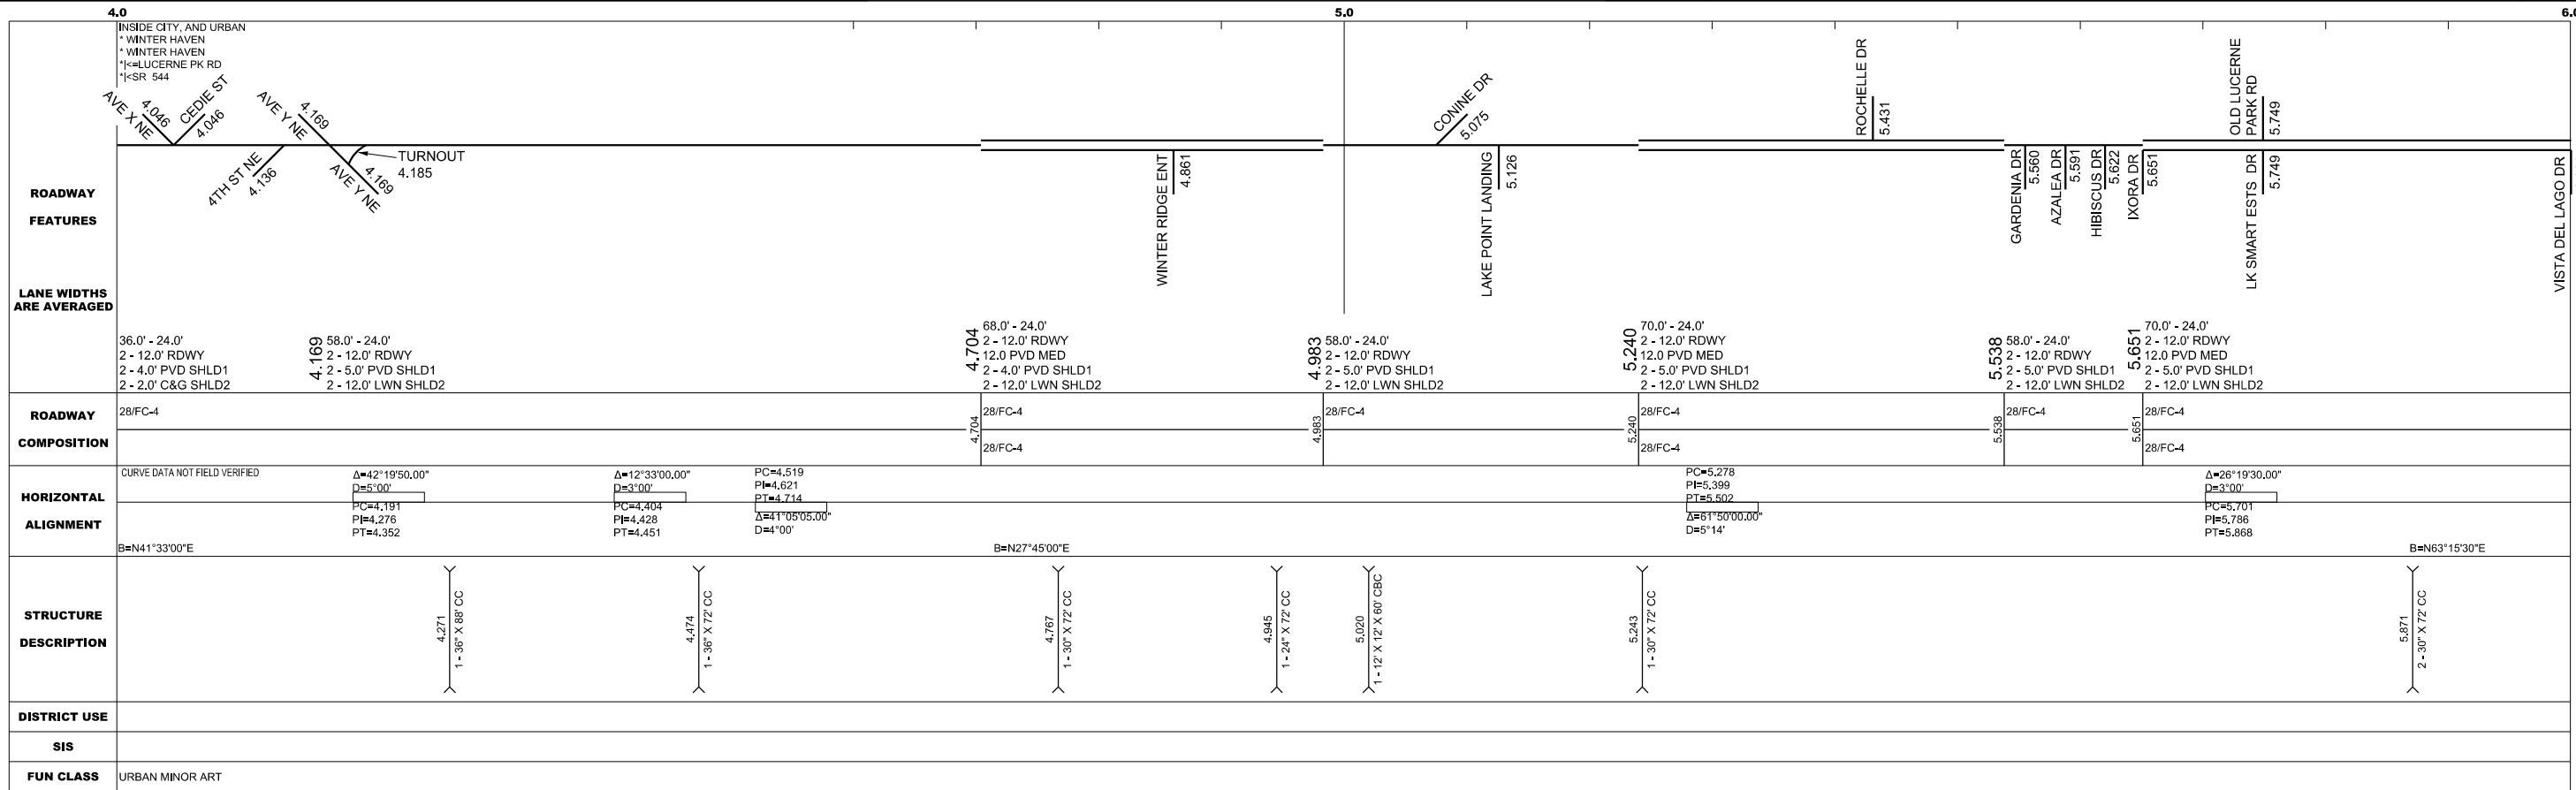 4.0
5.0
6.0
INSIDE CITY, AND URBAN
* WINTER HAVEN
* WINTER HAVEN
*|<=LUCERNE PK RD
*|<SR 544
AVE X NE
4.046
CEDIE ST
4.046
4TH ST NE
4.136
AVE Y NE
4.169
AVE Y NE
4.169
TURNOUT
4.185
WINTER RIDGE ENT
4.861
CONINE DR
5.075
LAKE POINT LANDING
5.126
ROCHELLE DR
5.431
GARDENIA DR
5.560
AZALEA DR
5.591
HIBISCUS DR
5.622
IXORA DR
5.651
OLD LUCERNE
PARK RD
5.749
LK SMART ESTS DR
5.749
VISTA DEL LAGO DR
ROADWAY
FEATURES
LANE WIDTHS
ARE AVERAGED
36.0' - 24.0'
2 - 12.0' RDWY
2 - 4.0' PVD SHLD1
2 - 2.0' C&G SHLD2
4.169
58.0' - 24.0'
2 - 12.0' RDWY
2 - 5.0' PVD SHLD1
2 - 12.0' LWN SHLD2
4.704
68.0' - 24.0'
2 - 12.0' RDWY
12.0 PVD MED
2 - 4.0' PVD SHLD1
2 - 12.0' LWN SHLD2
4.983
58.0' - 24.0'
2 - 12.0' RDWY
2 - 5.0' PVD SHLD1
2 - 12.0' LWN SHLD2
5.240
70.0' - 24.0'
2 - 12.0' RDWY
12.0 PVD MED
2 - 5.0' PVD SHLD1
2 - 12.0' LWN SHLD2
5.538
58.0' - 24.0'
2 - 12.0' RDWY
2 - 5.0' PVD SHLD1
2 - 12.0' LWN SHLD2
5.651
70.0' - 24.0'
2 - 12.0' RDWY
12.0 PVD MED
2 - 5.0' PVD SHLD1
2 - 12.0' LWN SHLD2
ROADWAY
COMPOSITION
28/FC-4
4.704
28/FC-4
28/FC-4
4.983
28/FC-4
5.240
28/FC-4
28/FC-4
5.538
28/FC-4
5.651
28/FC-4
28/FC-4
HORIZONTAL
ALIGNMENT
CURVE DATA NOT FIELD VERIFIED
Δ=42°19'50.00"
D=5°00'
PC=4.191
PI=4.276
PT=4.352
Δ=12°33'00.00"
D=3°00'
PC=4.404
PI=4.428
PT=4.451
PC=4.519
PI=4.621
PT=4.714
Δ=41°05'05.00"
D=4°00'
PC=5.278
PI=5.399
PT=5.502
Δ=61°50'00.00"
D=5°14'
Δ=26°19'30.00"
D=3°00'
PC=5.701
PI=5.786
PT=5.868
B=N41°33'00"E
B=N27°45'00"E
B=N63°15'30"E
STRUCTURE
DESCRIPTION
4.271
1 - 36" X 88' CC
4.474
1 - 36" X 72' CC
4.767
1 - 30" X 72' CC
4.945
1 - 24" X 72' CC
5.020
1 - 12' X 12' X 60' CBC
5.243
1 - 30" X 72' CC
5.871
2 - 30" X 72' CC
DISTRICT USE
SIS
FUN CLASS
URBAN MINOR ART